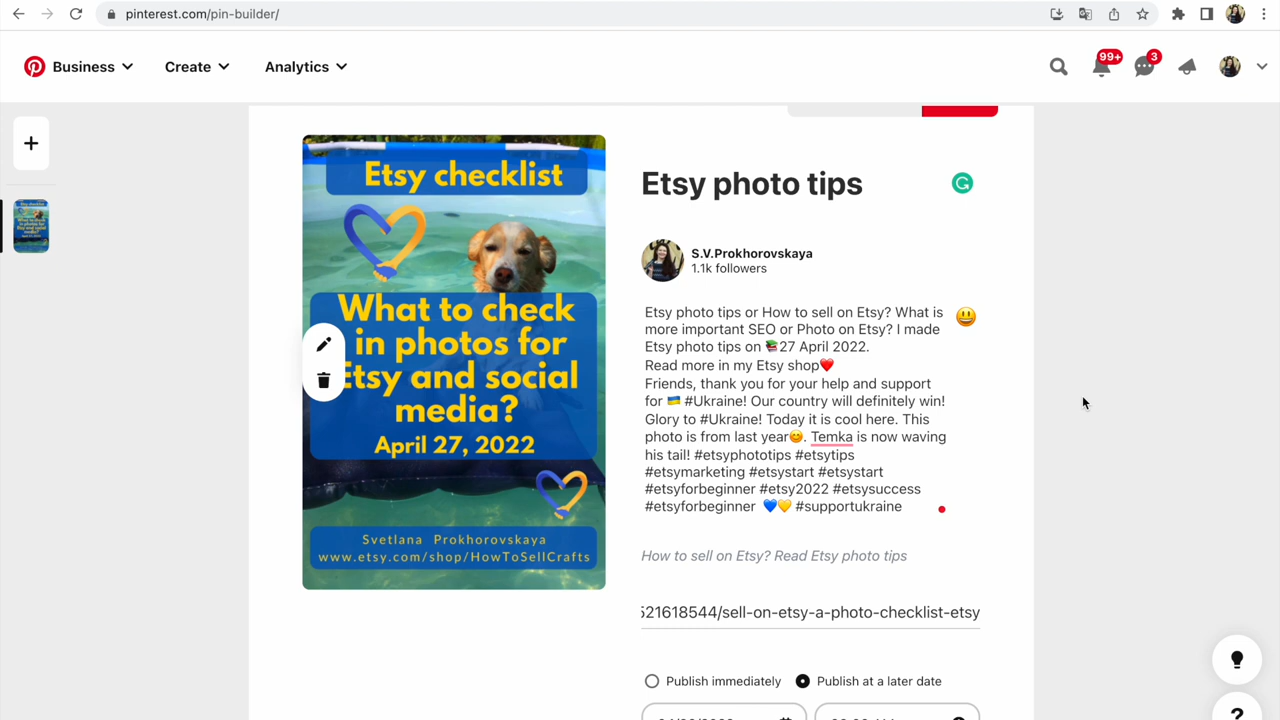 pinterest.com/pin-builder/
Business
Create
Analytics
99+
3
Etsy checklist
What to check
in photos for
Etsy and social
media?
April 27, 2022
Svetlana Prokhorovskaya
www.etsy.com/shop/HowToSellCrafts
Etsy photo tips
S.V.Prokhorovskaya
1.1k followers
Etsy photo tips or How to sell on Etsy? What is
more important SEO or Photo on Etsy? I made
Etsy photo tips on 📚27 April 2022.
Read more in my Etsy shop❤️
Friends, thank you for your help and support
for 🇺🇦 #Ukraine! Our country will definitely win!
Glory to #Ukraine! Today it is cool here. This
photo is from last year😊. Temka is now waving
his tail! #etsyphototips #etsytips
#etsymarketing #etsystart #etsystart
#etsyforbeginner #etsy2022 #etsysuccess
#etsyforbeginner 💙💛 #supportukraine
How to sell on Etsy? Read Etsy photo tips
521618544/sell-on-etsy-a-photo-checklist-etsy
Publish immediately
Publish at a later date
?